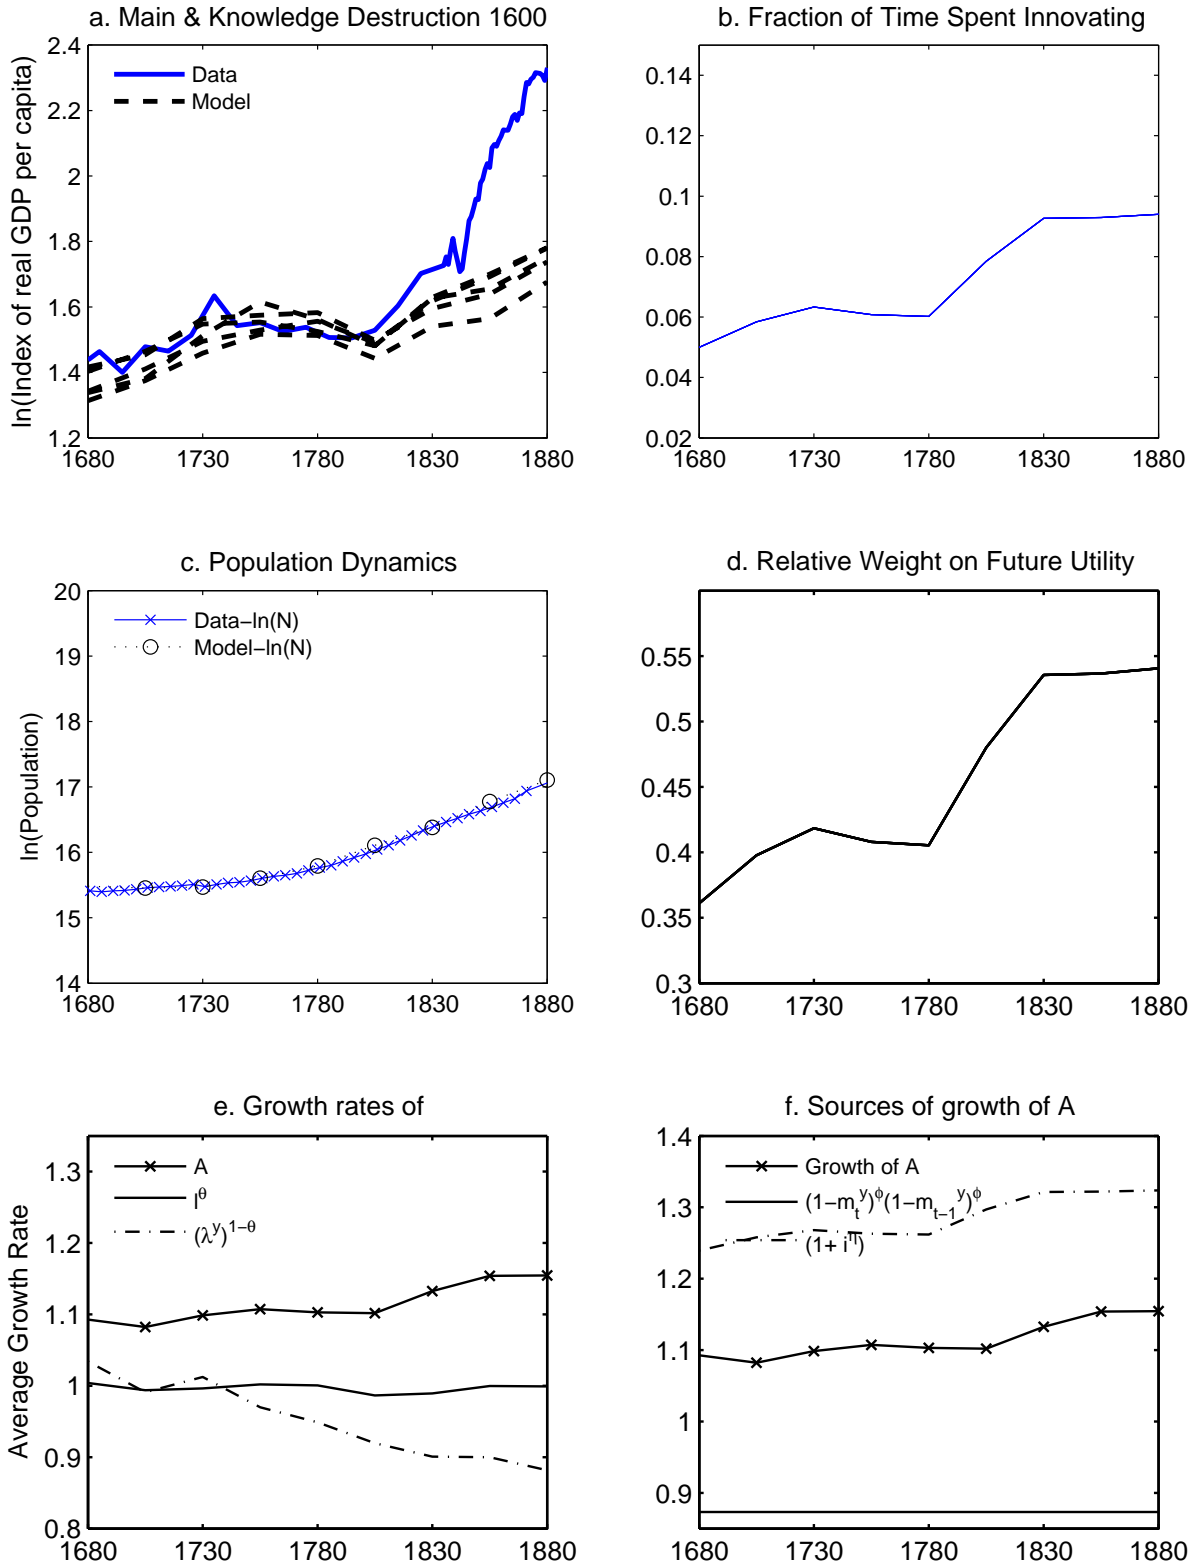 a. Main & Knowledge Destruction 1600
2.4
2.2
2
1.8
1.6
1.4
1.2
1680 1730 1780 1830 1880
ln(Index of real GDP per capita)
Data
Model
b. Fraction of Time Spent Innovating
0.14
0.12
0.1
0.08
0.06
0.04
0.02
1680 1730 1780 1830 1880
c. Population Dynamics
20
19
18
17
16
15
14
1680 1730 1780 1830 1880
ln(Population)
Data−ln(N)
Model−ln(N)
d. Relative Weight on Future Utility
0.55
0.5
0.45
0.4
0.35
0.3
1680 1730 1780 1830 1880
e. Growth rates of
1.3
1.2
1.1
1
0.9
0.8
1680 1730 1780 1830 1880
Average Growth Rate
A
l^θ
(λ^y)^{1−θ}
f. Sources of growth of A
1.4
1.3
1.2
1.1
1
0.9
1680 1730 1780 1830 1880
Growth of A
(1−m_t^y)^ϕ(1−m_{t−1}^y)^ϕ
(1+ i^η)